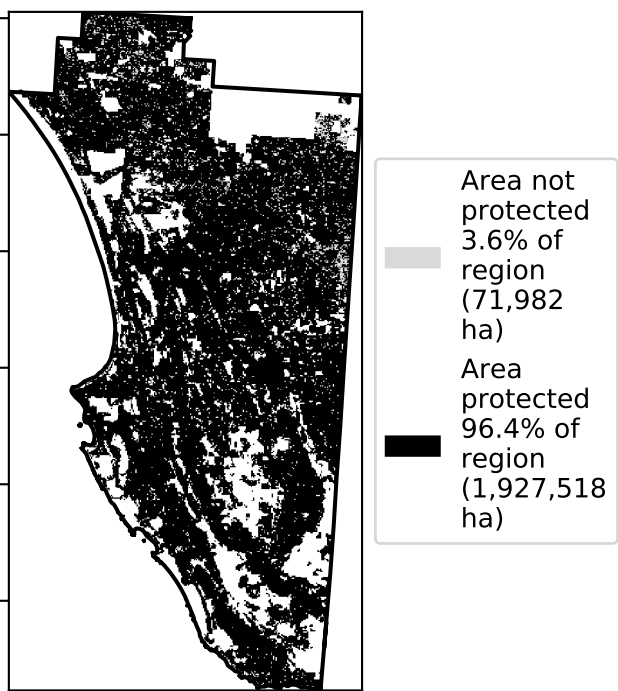 Area not
protected
3.6% of
region
(71,982
ha)
Area
protected
96.4% of
region
(1,927,518
ha)